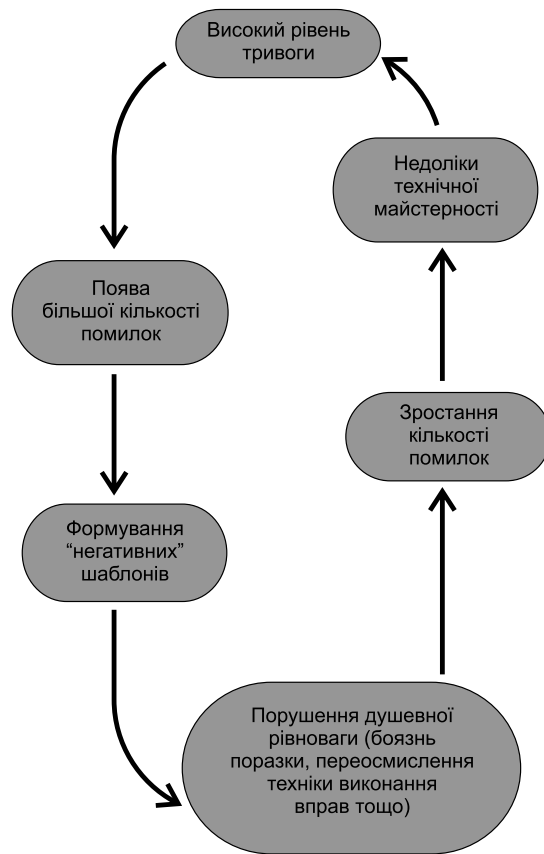 Високий рівень
тривоги
Недоліки
технічної
майстерності
Поява
більшої кількості
помилок
Зростання
кількості
помилок
Формування
“негативних”
шаблонів
Порушення душевної
рівноваги (боязнь
поразки, переосмислення
техніки виконання
вправ тощо)